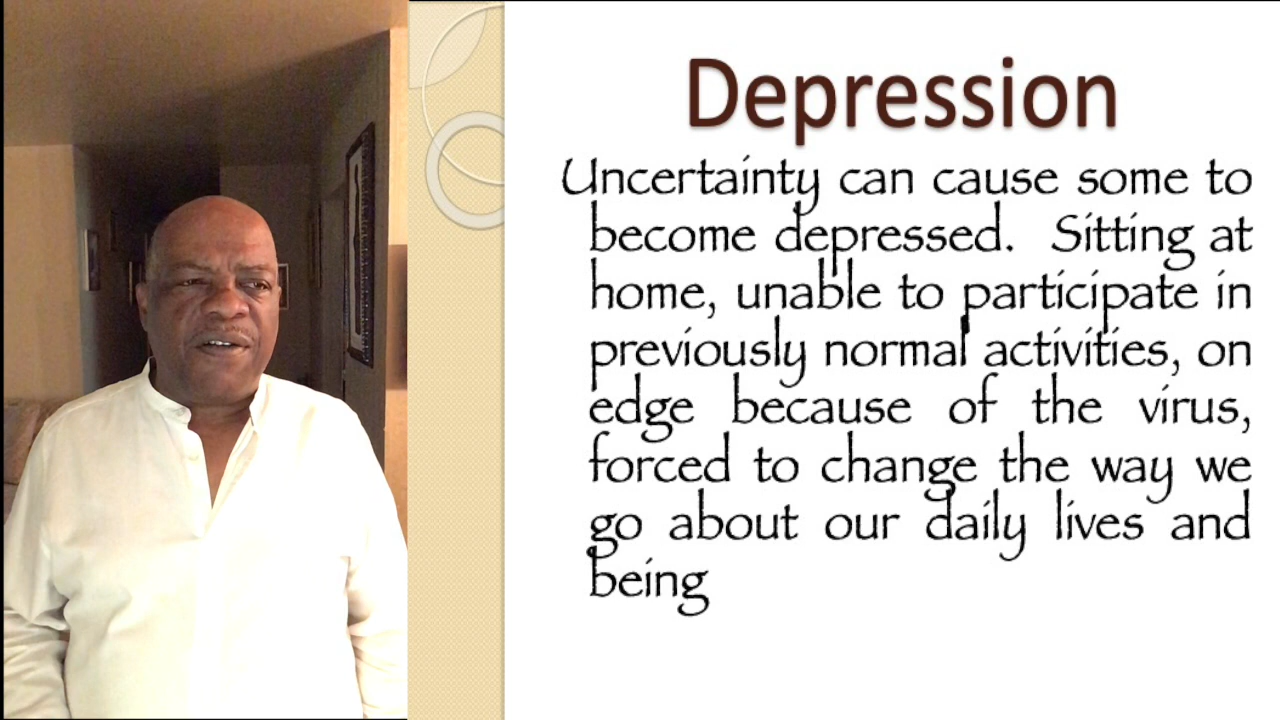 Depression
Uncertainty can cause some to
become depressed. Sitting at
home, unable to participate in
previously normal activities, on
edge because of the virus,
forced to change the way we
go about our daily lives and
being